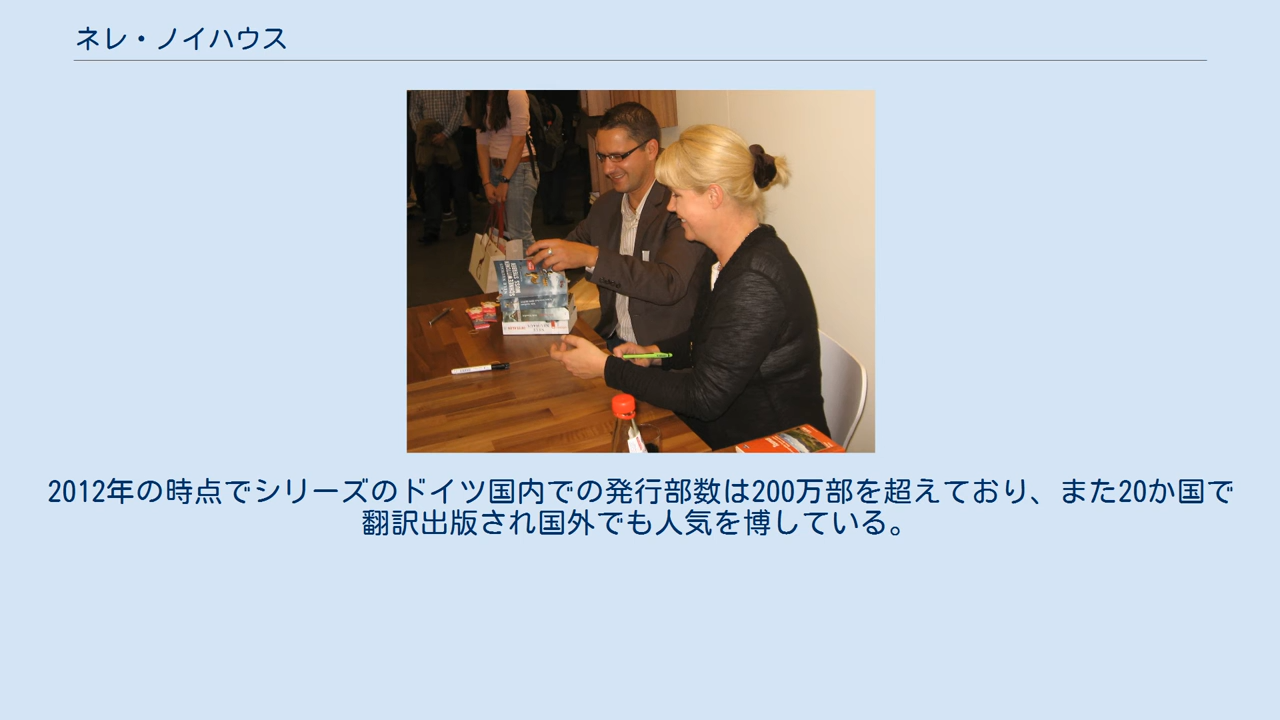 ネレ・ノイハウス
2012年の時点でシリーズのドイツ国内での発行部数は200万部を超えており、また20か国で
翻訳出版され国外でも人気を博している。